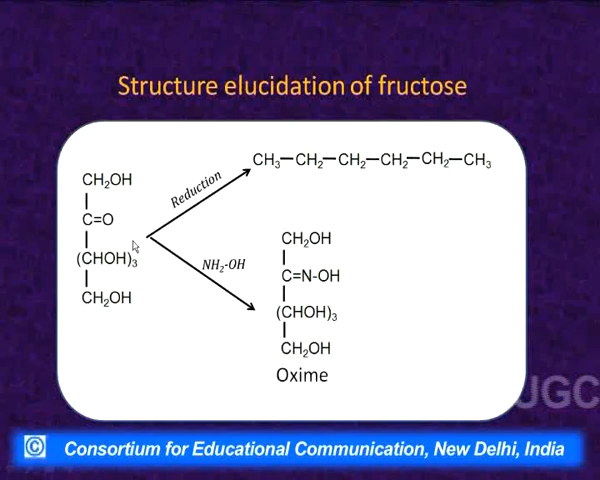 Structure elucidation of fructose
CH₃—CH₂—CH₂—CH₂—CH₂—CH₃
Reduction
CH₂OH
C=O
(CHOH)₃
CH₂OH
NH₂-OH
CH₂OH
C=N-OH
(CHOH)₃
CH₂OH
Oxime
UGC
© Consortium for Educational Communication, New Delhi, India